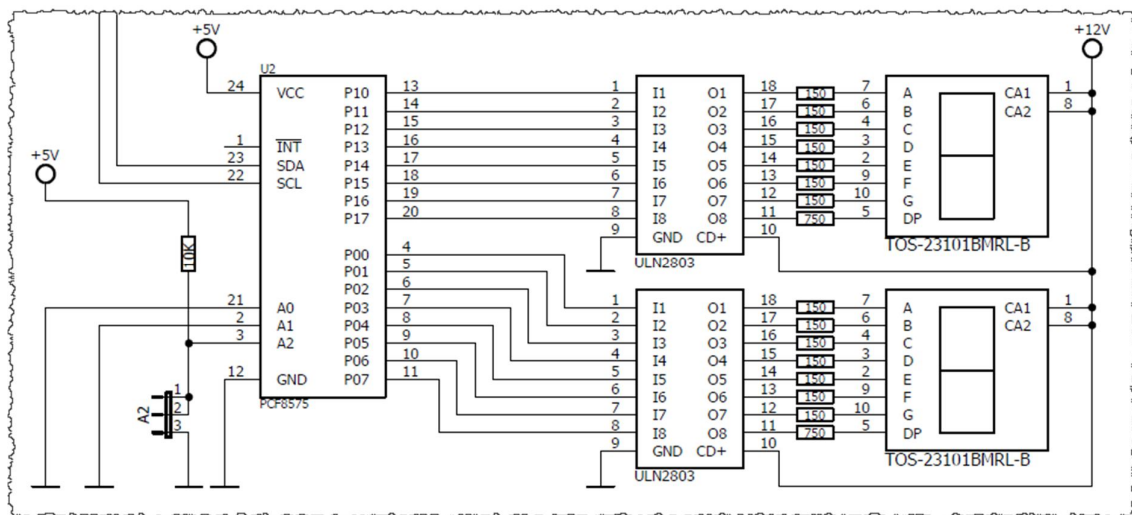 +5V
+12V
U2
24 VCC P10 13 1 I1 O1 18 150 7 A CA1 1
P11 14 2 I2 O2 17 150 6 B CA2 8
P12 15 3 I3 O3 16 150 4 C
1 INT P13 16 4 I4 O4 15 150 3 D
+5V
23 SDA P14 17 5 I5 O5 14 150 2 E
22 SCL P15 18 6 I6 O6 13 150 9 F
P16 19 7 I7 O7 12 150 10 G
P17 20 8 I8 O8 11 750 5 DP
9 GND CD+ 10
TOS-23101BMRL-B
10K
P00 4
ULN2803
P01 5
P02 6
21 A0 P03 7 1 I1 O1 18 150 7 A CA1 1
2 A1 P04 8 2 I2 O2 17 150 6 B CA2 8
3 A2 P05 9 3 I3 O3 16 150 4 C
P06 10 4 I4 O4 15 150 3 D
12 GND P07 11 5 I5 O5 14 150 2 E
PCF8575
1 6 I6 O6 13 150 9 F
A2 2 7 I7 O7 12 150 10 G
3 8 I8 O8 11 750 5 DP
9 GND CD+ 10
TOS-23101BMRL-B
ULN2803